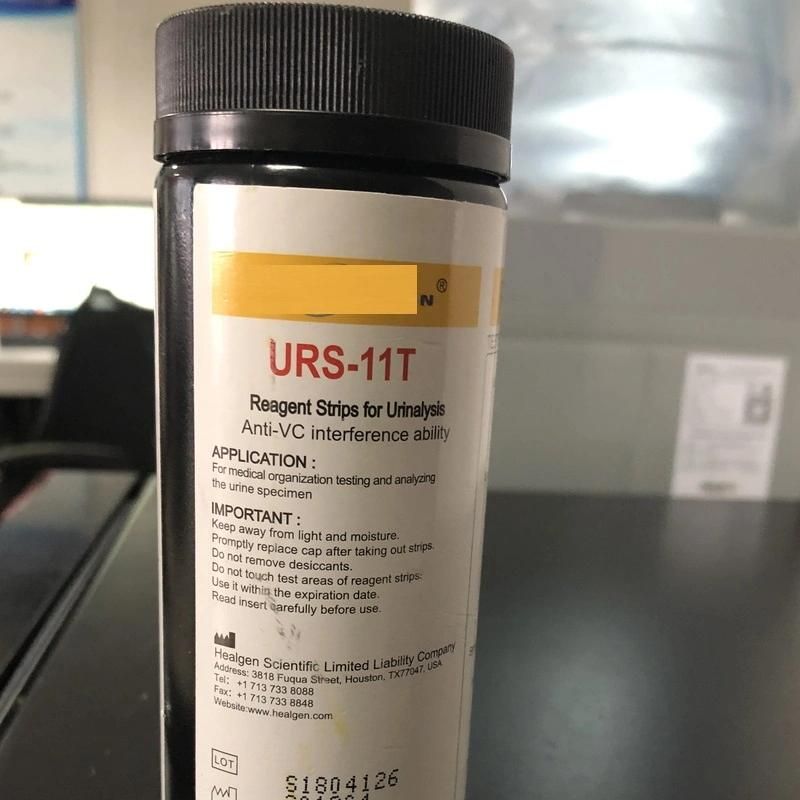 N®
URS-11T
Reagent Strips for Urinalysis
Anti-VC interference ability
APPLICATION :
For medical organization testing and analyzing
the urine specimen
IMPORTANT :
Keep away from light and moisture.
Promptly replace cap after taking out strips.
Do not remove desiccants.
Do not touch test areas of reagent strips:
Use it within the expiration date.
Read insert carefully before use.
Healgen Scientific Limited Liability Company
Address: 3818 Fuqua Street, Houston, TX77047, USA
Tel: +1 713 733 8088
Fax: +1 713 733 8848
Website:www.healgen.com
LOT
S1804126